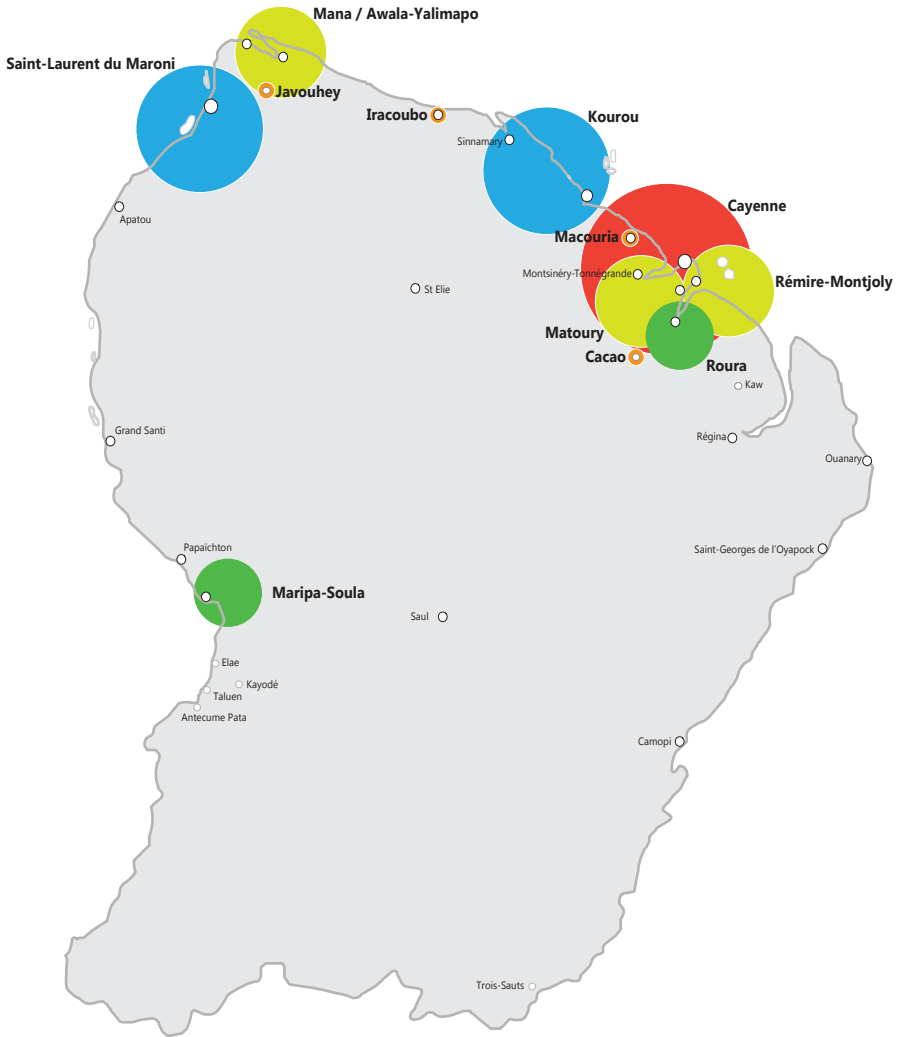 Mana / Awala-Yalimapo
Saint-Laurent du Maroni
Javouhey
Iracoubo
Kourou
Sinnamary
Cayenne
Apatou
Macouria
Montsinéry-Tonnégrande
Rémire-Montjoly
St Elie
Matoury
Cacao
Roura
Kaw
Grand Santi
Régina
Ouanary
Papaïchton
Saint-Georges de l'Oyapock
Maripa-Soula
Saul
Elae
Kayodé
Taluen
Antecume Pata
Camopi
Trois-Sauts